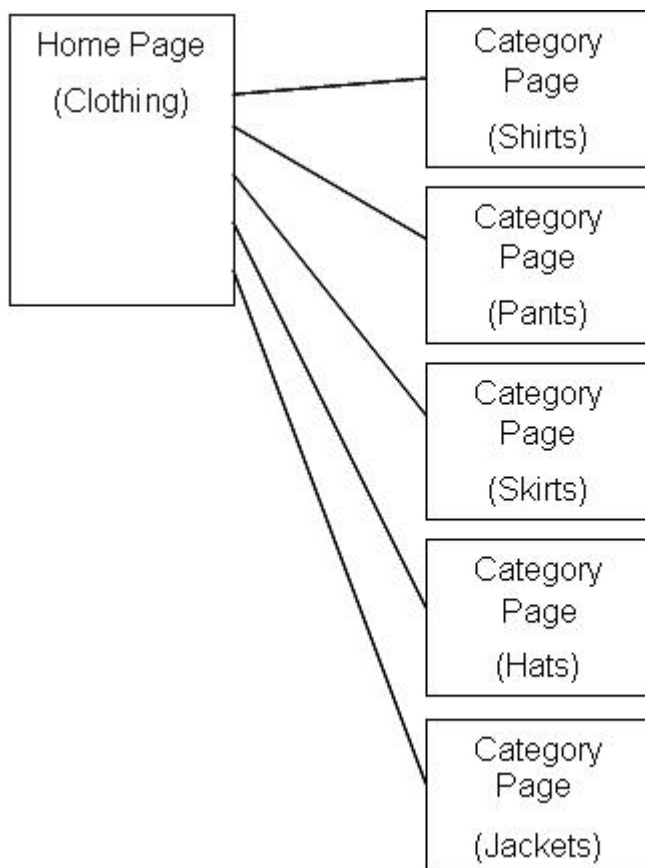 Home Page
(Clothing)
Category
Page
(Shirts)
Category
Page
(Pants)
Category
Page
(Skirts)
Category
Page
(Hats)
Category
Page
(Jackets)